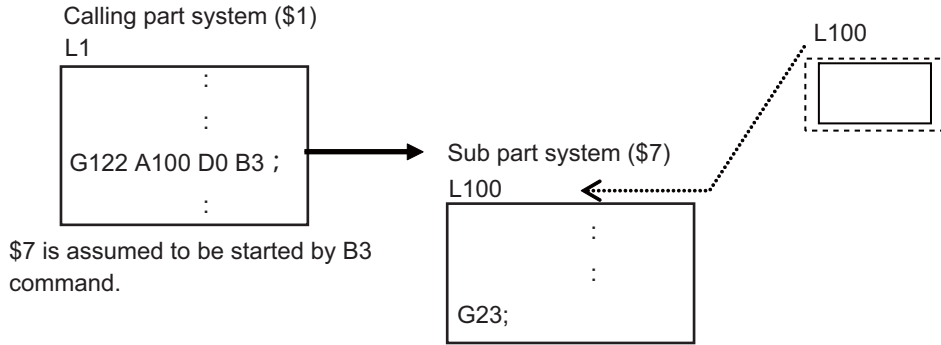 Calling part system ($1)
L1
:
:
G122 A100 D0 B3 ;
:
$7 is assumed to be started by B3
command.
Sub part system ($7)
L100
:
:
G23;
L100